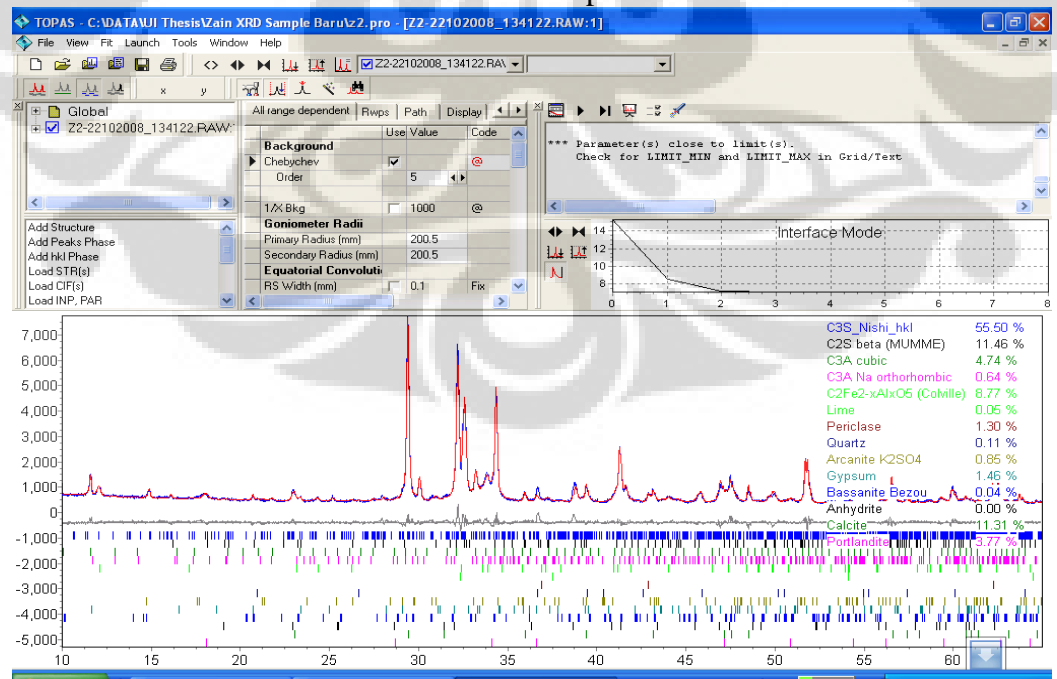 TOPAS - C:\DATA\UI Thesis\Zain XRD Sample Baru\z2.pro - [Z2-22102008_134122.RAW:1]
File View Fit Launch Tools Window Help
Z2-22102008_134122.RA\
x y
Global
Z2-22102008_134122.RAW:
Add Structure
Add Peaks Phase
Add hkl Phase
Load STR(s)
Load CIF(s)
Load INP, PAR
All range dependent Rwps Path Display
Use Value Code
Background
Chebychev @
Order 5
1/X Bkg 1000 @
Goniometer Radii
Primary Radius (mm) 200.5
Secondary Radius (mm) 200.5
Equatorial Convoluti
RS Width (mm) 0.1 Fix
*** Parameter(s) close to limit(s).
Check for LIMIT_MIN and LIMIT_MAX in Grid/Text
Interface Mode
14
12
10
8
0 1 2 3 4 5 6 7 8
C3S_Nishi_hkl 55.50 %
C2S beta (MUMME) 11.46 %
C3A cubic 4.74 %
C3A Na orthorhombic 0.64 %
C2Fe2-xAlxO5 (Colville) 8.77 %
Lime 0.05 %
Periclase 1.30 %
Quartz 0.11 %
Arcanite K2SO4 0.85 %
Gypsum 1.46 %
Bassanite Bezou 0.04 %
Anhydrite 0.00 %
Calcite 11.31 %
Portlandite 3.77 %
7,000
6,000
5,000
4,000
3,000
2,000
1,000
0
-1,000
-2,000
-3,000
-4,000
-5,000
10 15 20 25 30 35 40 45 50 55 60